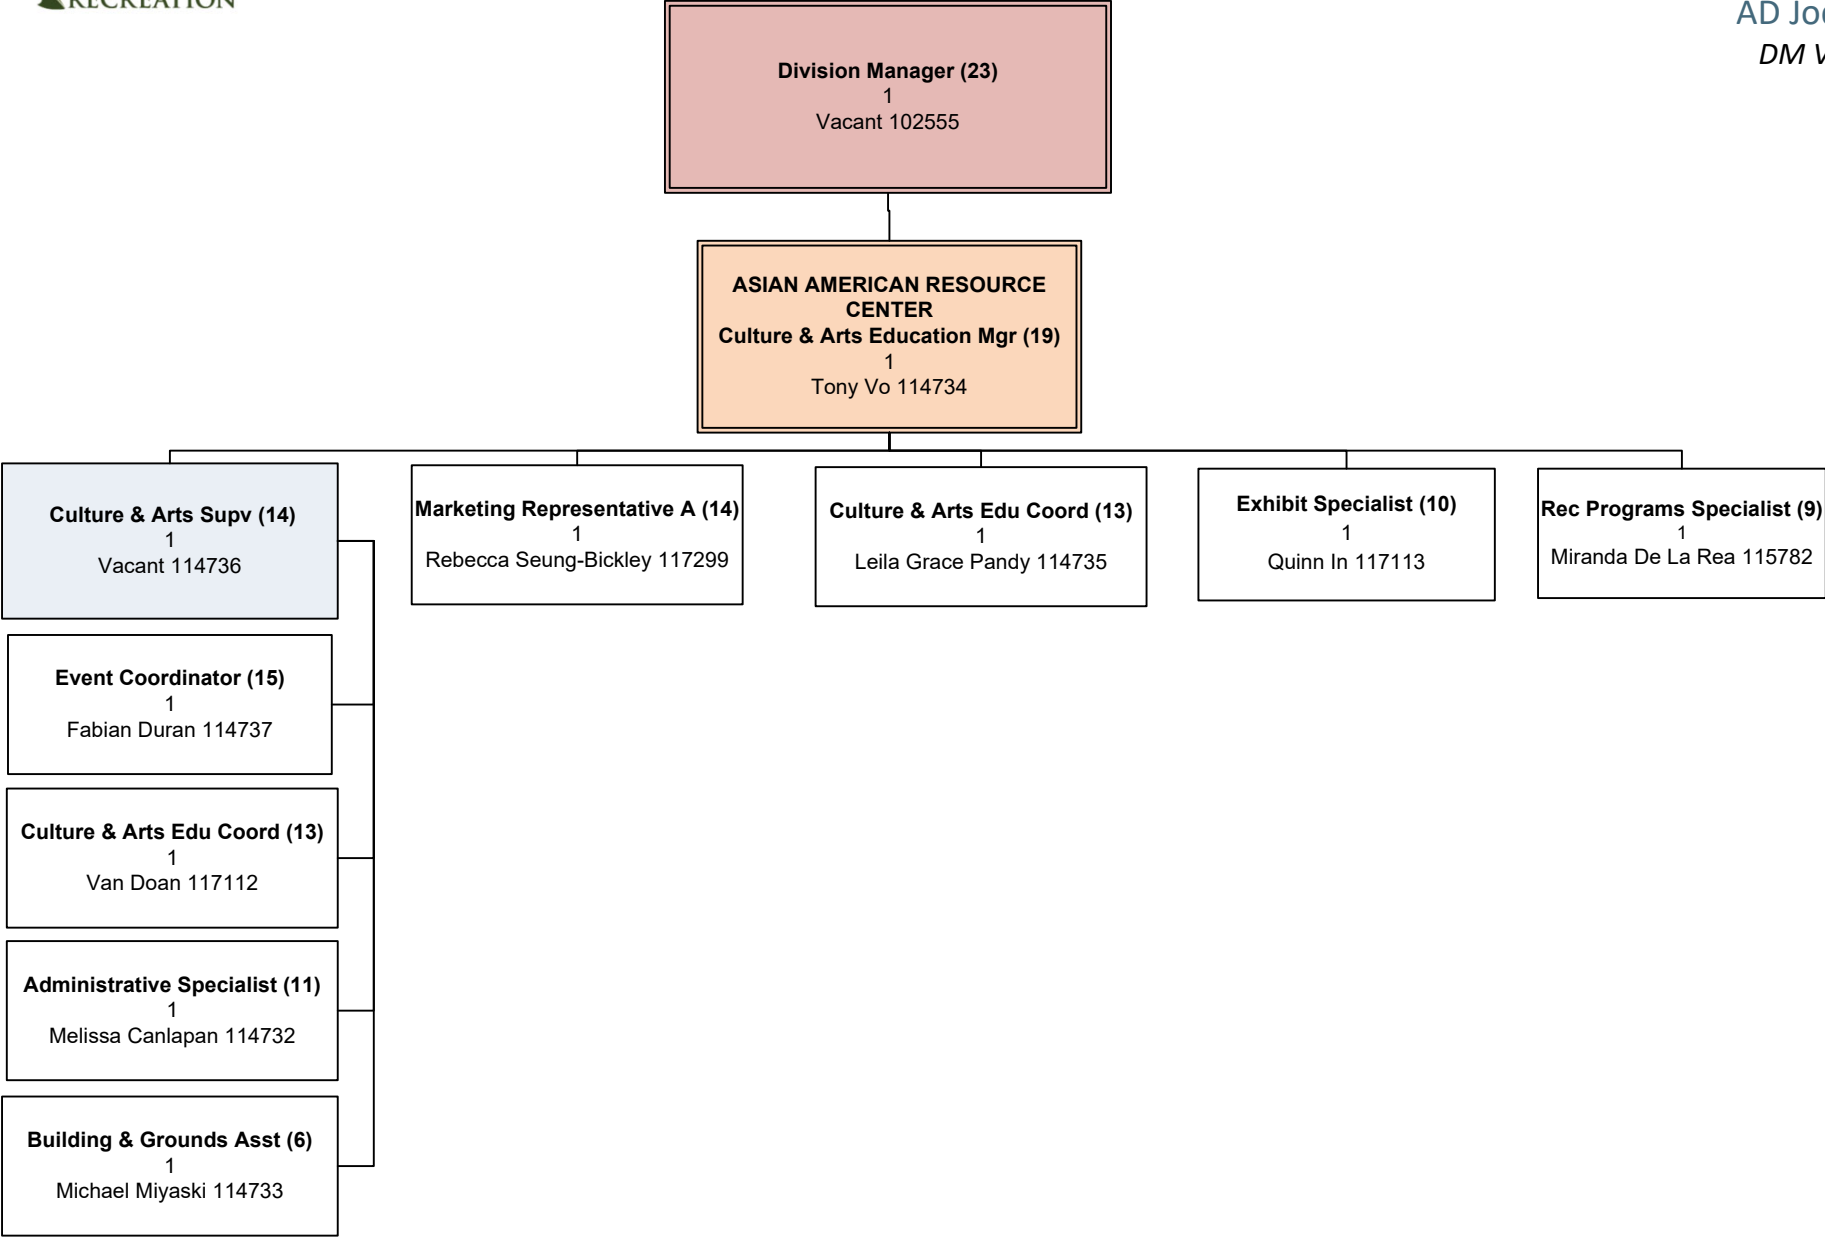 RECREATION
AD
DM
Division Manager (23)
1
Vacant 102555
ASIAN AMERICAN RESOURCE
CENTER
Culture & Arts Education Mgr (19)
1
Tony Vo 114734
Culture & Arts Supv (14)
1
Vacant 114736
Marketing Representative A (14)
1
Rebecca Seung-Bickley 117299
Culture & Arts Edu Coord (13)
1
Leila Grace Pandy 114735
Exhibit Specialist (10)
1
Quinn In 117113
Rec Programs Specialist (9)
1
Miranda De La Rea 115782
Event Coordinator (15)
1
Fabian Duran 114737
Culture & Arts Edu Coord (13)
1
Van Doan 117112
Administrative Specialist (11)
1
Melissa Canlapan 114732
Building & Grounds Asst (6)
1
Michael Miyaski 114733